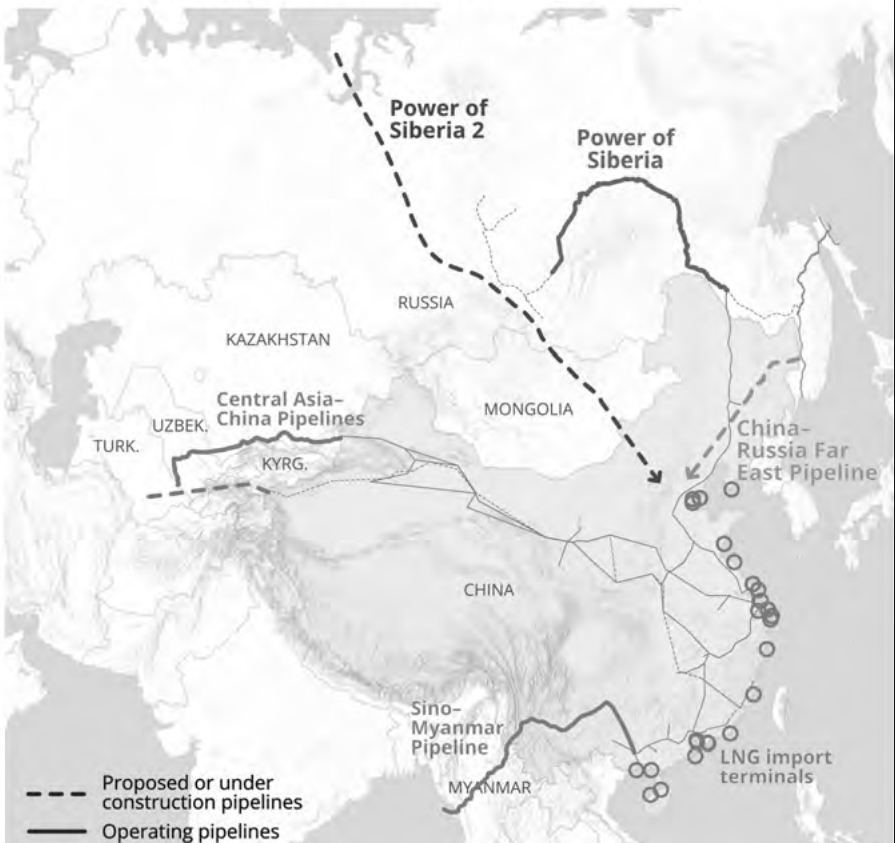 Power of
Siberia 2
Power of
Siberia
RUSSIA
KAZAKHSTAN
Central Asia–
China Pipelines
UZBEK.
TURK.
KYRG.
MONGOLIA
China–
Russia Far
East Pipeline
CHINA
Sino–
Myanmar
Pipeline
MYANMAR
LNG import
terminals
Proposed or under
construction pipelines
Operating pipelines